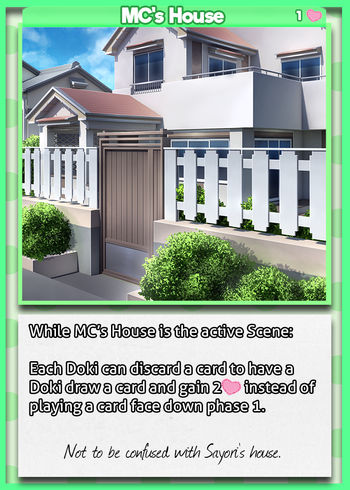 MC's House
1
While MC's House is the active Scene:
Each Doki can discard a card to have a
Doki draw a card and gain 2 instead of
playing a card face down phase 1.
Not to be confused with Sayori's house.